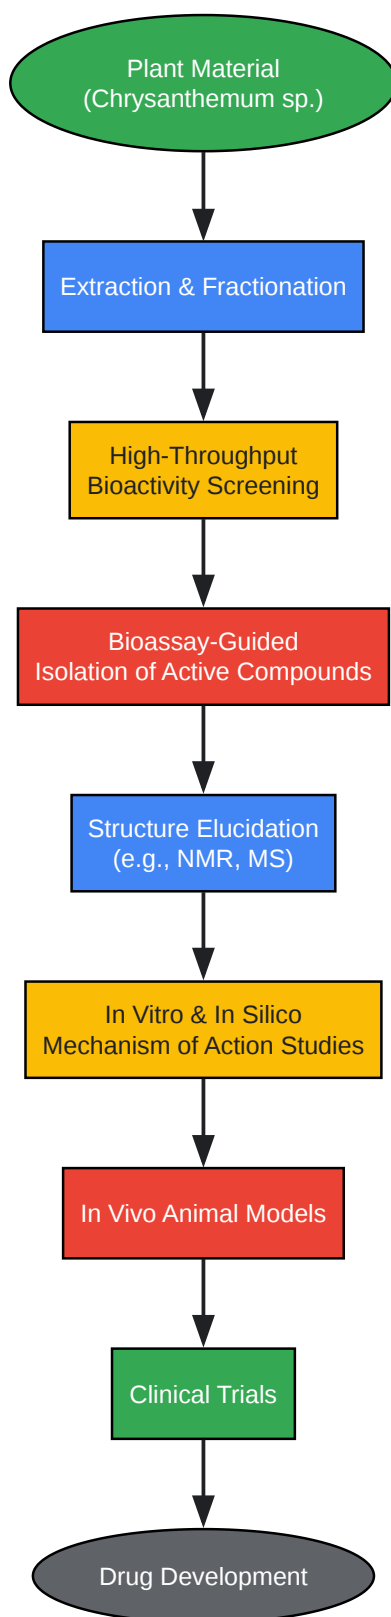 Plant Material
(Chrysanthemum sp.)
Extraction & Fractionation
High-Throughput
Bioactivity Screening
Bioassay-Guided
Isolation of Active Compounds
Structure Elucidation
(e.g., NMR, MS)
In Vitro & In Silico
Mechanism of Action Studies
In Vivo Animal Models
Clinical Trials
Drug Development